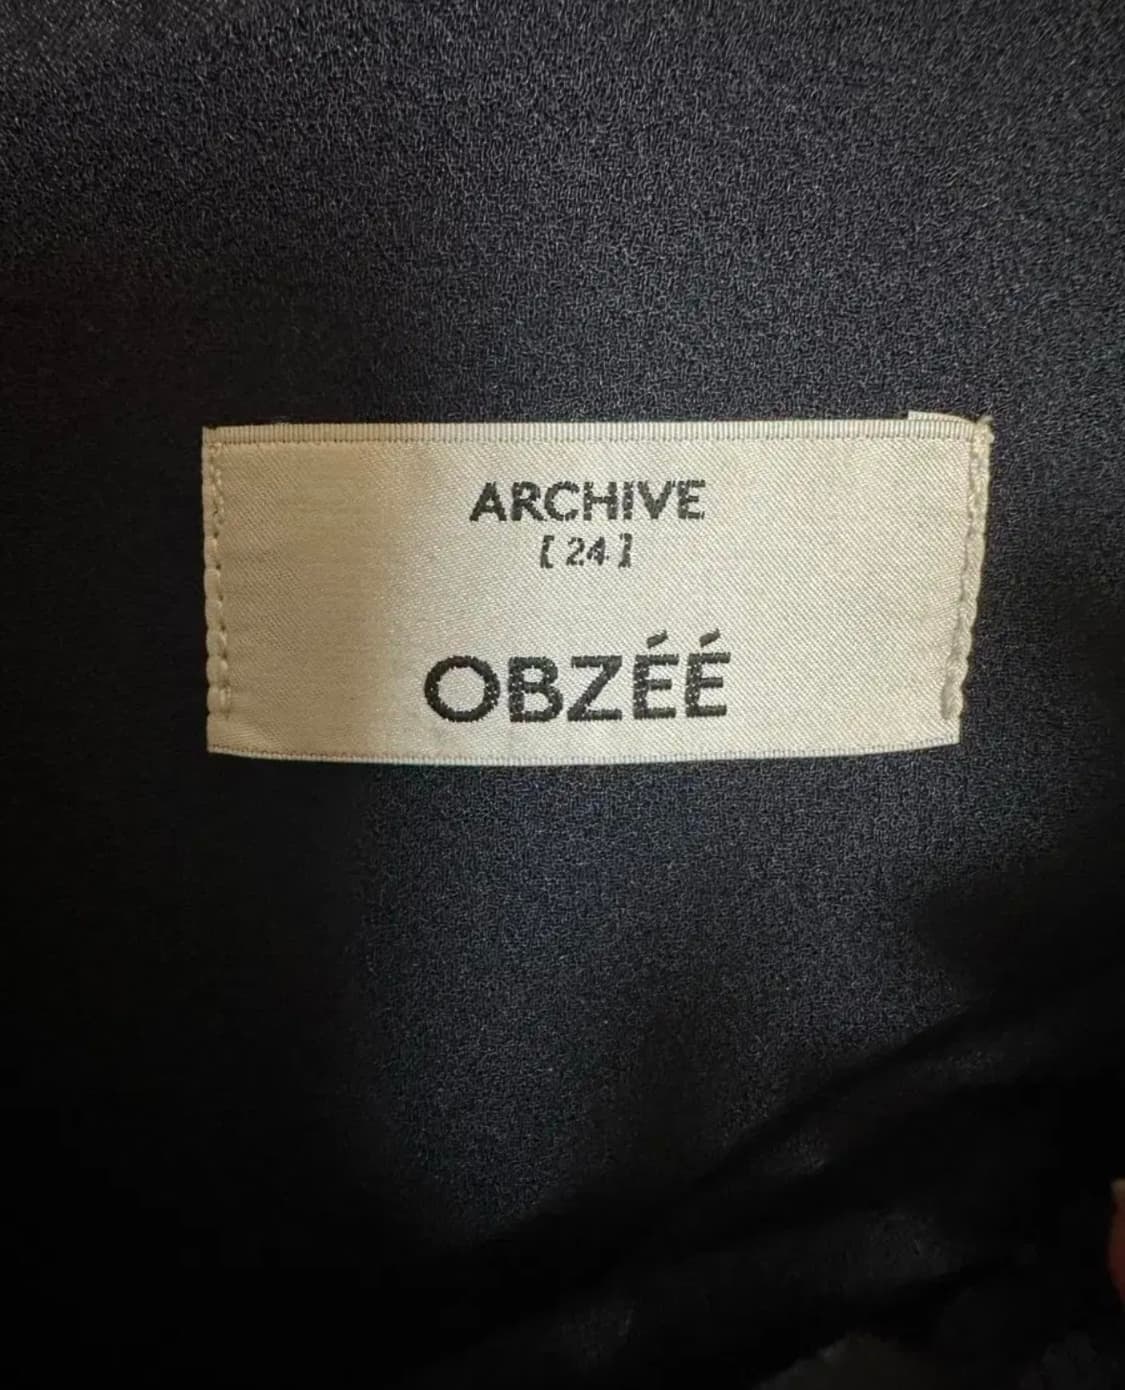 ARCHIVE
[ 24 ]
OBZÉÉ